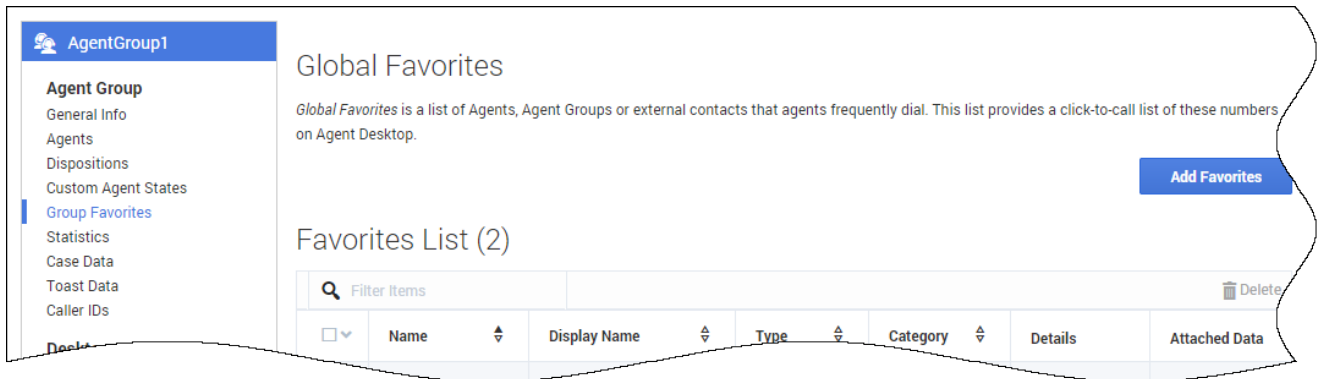 AgentGroup1
Agent Group
General Info
Agents
Dispositions
Custom Agent States
Group Favorites
Statistics
Case Data
Toast Data
Caller IDs
Global Favorites
Global Favorites is a list of Agents, Agent Groups or external contacts that agents frequently dial. This list provides a click-to-call list of these numbers
on Agent Desktop.
Add Favorites
Favorites List (2)
Filter Items
Delete
Name Display Name Type Category Details Attached Data